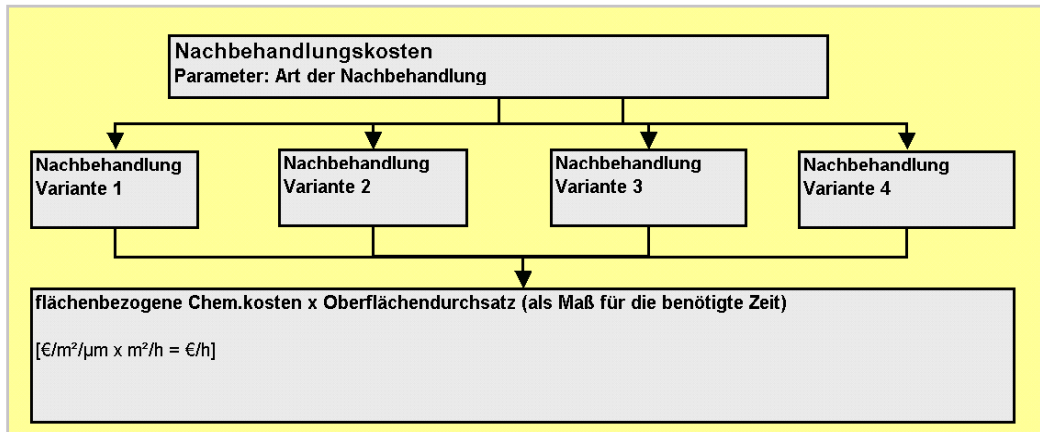 Nachbehandlungskosten
Parameter: Art der Nachbehandlung
Nachbehandlung
Variante 1
Nachbehandlung
Variante 2
Nachbehandlung
Variante 3
Nachbehandlung
Variante 4
flächenbezogene Chem.kosten x Oberflächendurchsatz (als Maß für die benötigte Zeit)
[€/m²/µm x m²/h = €/h]